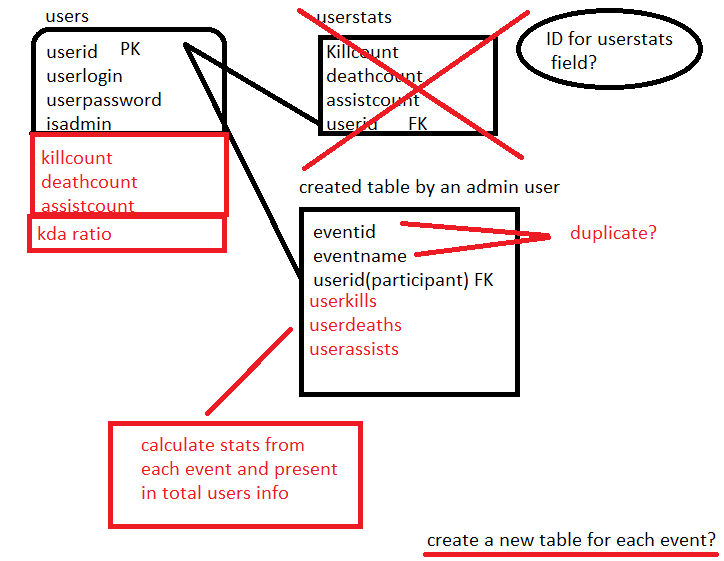 users
userid PK
userlogin
userpassword
isadmin
killcount
deathcount
assistcount
kda ratio
userstats
Killcount
deathcount
assistcount
userid FK
ID for userstats
field?
created table by an admin user
eventid
eventname
userid(participant) FK
userkills
userdeaths
userassists
duplicate?
calculate stats from
each event and present
in total users info
create a new table for each event?